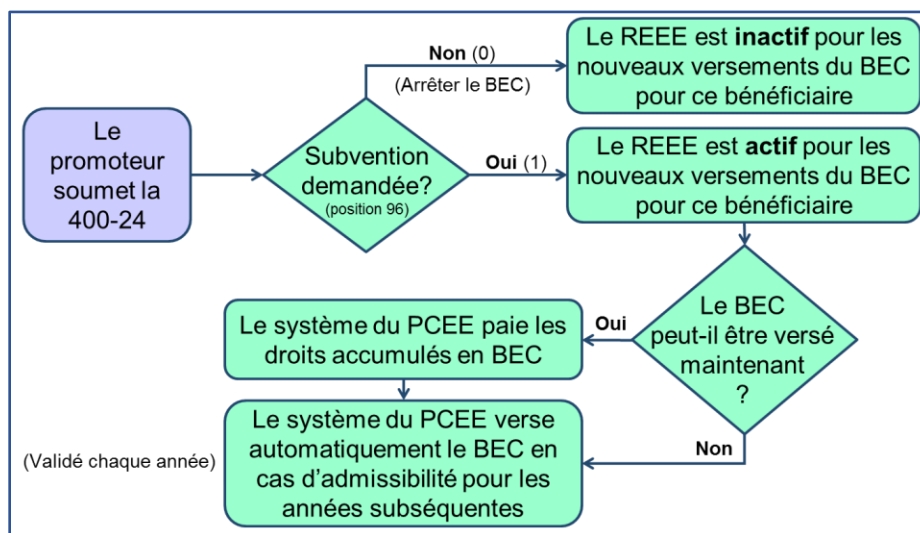 Le
promoteur
soumet la
400-24
Subvention
demandée?
(position 96)
Non (0)
(Arrêter le BEC)
Le REEE est inactif pour les
nouveaux versements du BEC
pour ce bénéficiaire
Oui (1)
Le REEE est actif pour les
nouveaux versements du BEC
pour ce bénéficiaire
Le BEC
peut-il être versé
maintenant
?
Oui
Le système du PCEE paie les
droits accumulés en BEC
Non
(Validé chaque année)
Le système du PCEE verse
automatiquement le BEC en
cas d'admissibilité pour les
années subséquentes